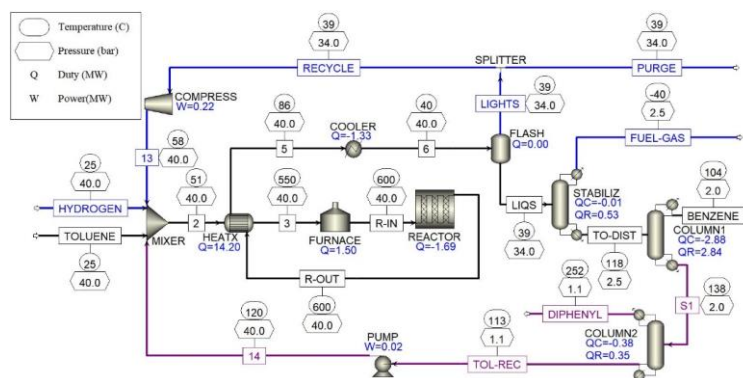 Temperature (C)
Pressure (bar)
Q Duty (MW)
W Power(MW)
39
34.0
RECYCLE
SPLITTER
39
34.0
PURGE
COMPRESS
W=0.22
86
40.0
5
COOLER
Q=-1.33
40
40.0
6
LIGHTS
39
34.0
FLASH
Q=0.00
-40
2.5
FUEL-GAS
58
40.0
13
25
40.0
HYDROGEN
51
40.0
2
550
40.0
3
600
40.0
R-IN
LIQS
39
34.0
STABILIZ
QC=-0.01
QR=0.53
104
2.0
BENZENE
TOLUENE
25
40.0
MIXER
HEATX
Q=14.20
FURNACE
Q=1.50
REACTOR
Q=-1.69
TO-DIST
118
2.5
COLUMN1
QC=-2.88
QR=2.84
R-OUT
600
40.0
252
1.1
DIPHENYL
S1
138
2.0
120
40.0
14
PUMP
W=0.02
113
1.1
TOL-REC
COLUMN2
QC=-0.38
QR=0.35